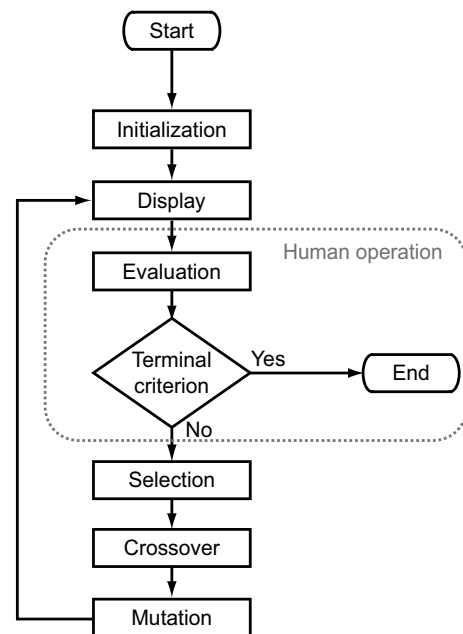 Start
Initialization
Display
Human operation
Evaluation
Terminal
criterion
Yes
End
No
Selection
Crossover
Mutation